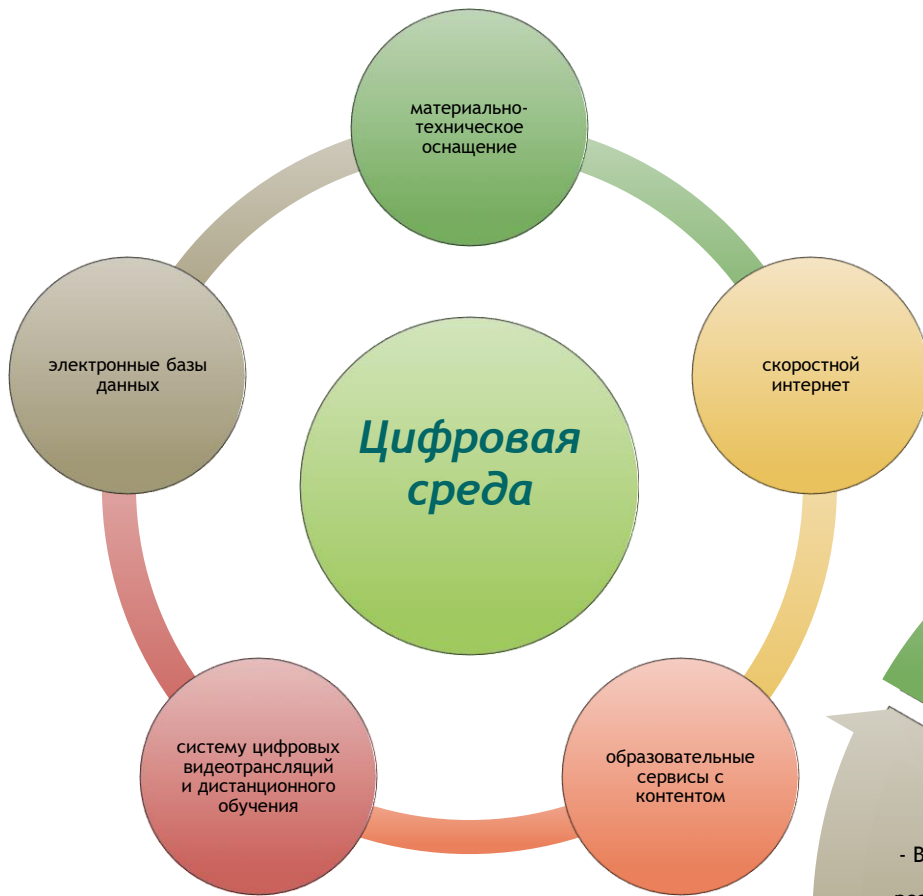 материально-
техническое
оснащение
скоростной
интернет
образовательные
сервисы с
контентом
систему цифровых
видеотрансляций
и дистанционного
обучения
электронные базы
данных
Цифровая
среда
- В